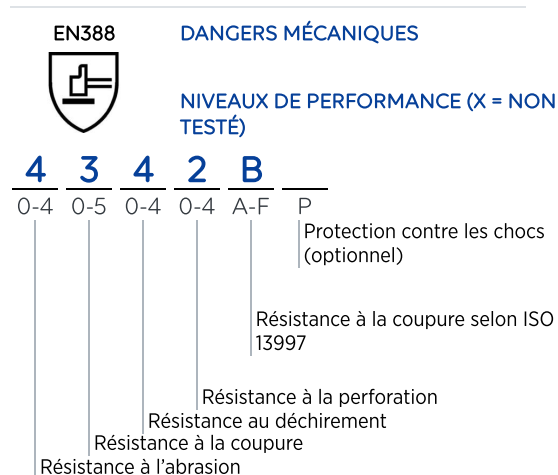 EN388
DANGERS MÉCANIQUES
NIVEAUX DE PERFORMANCE (X = NON
TESTÉ)
4 3 4 2 B
0-4 0-5 0-4 0-4 A-F P
Protection contre les chocs
(optionnel)
Résistance à la coupure selon ISO
13997
Résistance à la perforation
Résistance au déchirement
Résistance à la coupure
Résistance à l’abrasion